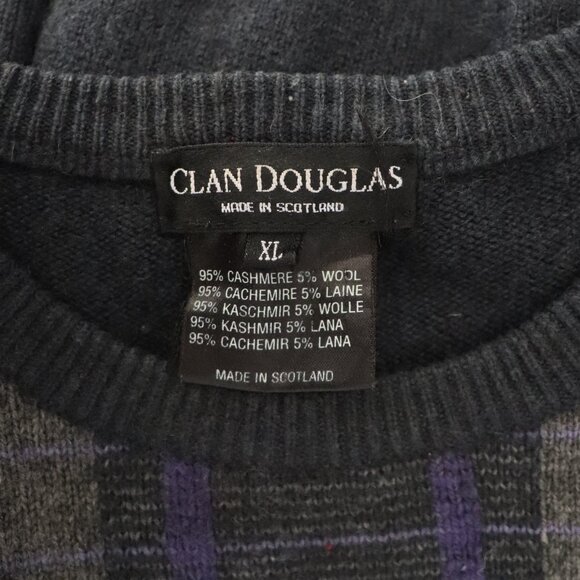 CLAN DOUGLAS
MADE IN SCOTLAND
XL
95% CASHMERE 5% WOOL
95% CACHEMIRE 5% LAINE
95% KASCHMIR 5% WOLLE
95% KASHMIR 5% LANA
95% CACHEMIR 5% LANA
MADE IN SCOTLAND